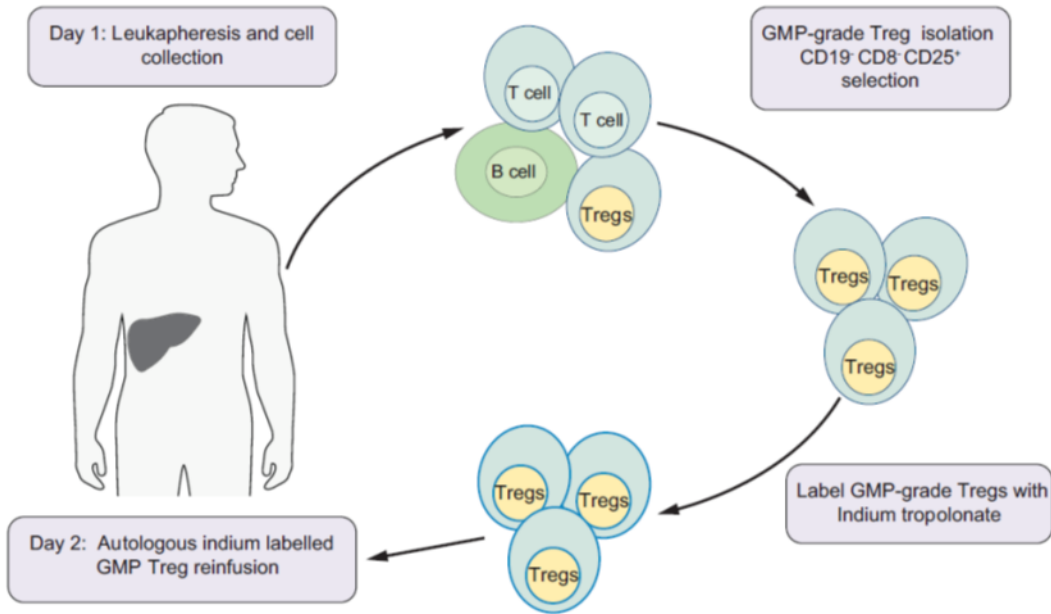 Day 1: Leukapheresis and cell
collection
T cell
T cell
B cell
Tregs
GMP-grade Treg isolation
CD19⁻ CD8⁻ CD25⁺
selection
Tregs
Tregs
Tregs
Label GMP-grade Tregs with
Indium tropolonate
Tregs
Tregs
Tregs
Day 2: Autologous indium labelled
GMP Treg reinfusion